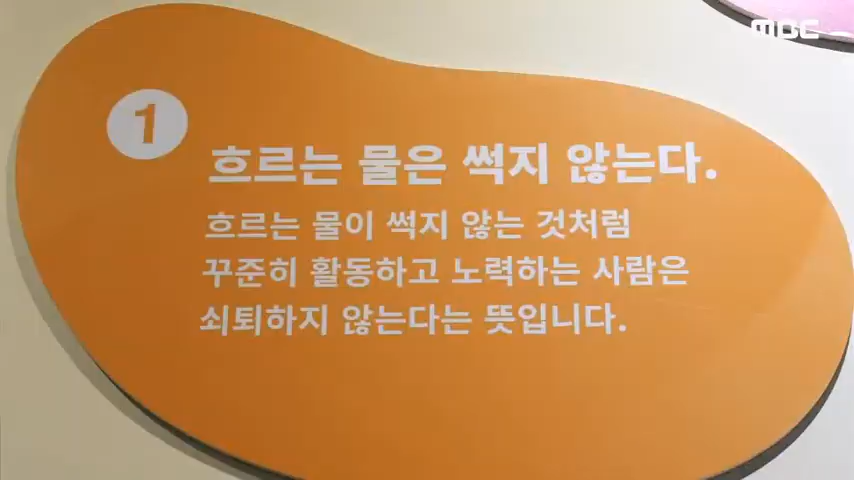 MBC
1
흐르는 물은 썩지 않는다.
흐르는 물이 썩지 않는 것처럼
꾸준히 활동하고 노력하는 사람은
쇠퇴하지 않는다는 뜻입니다.